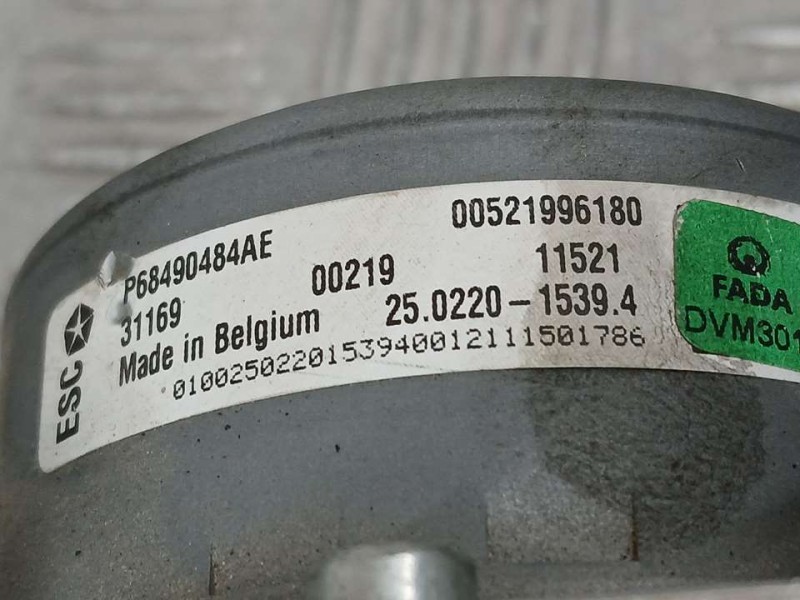 ESC
P68490484AE 00521996180
31169 00219 11521
Made in Belgium 25.0220-1539.4
0100250220153940012111501786
FADA
DVM301